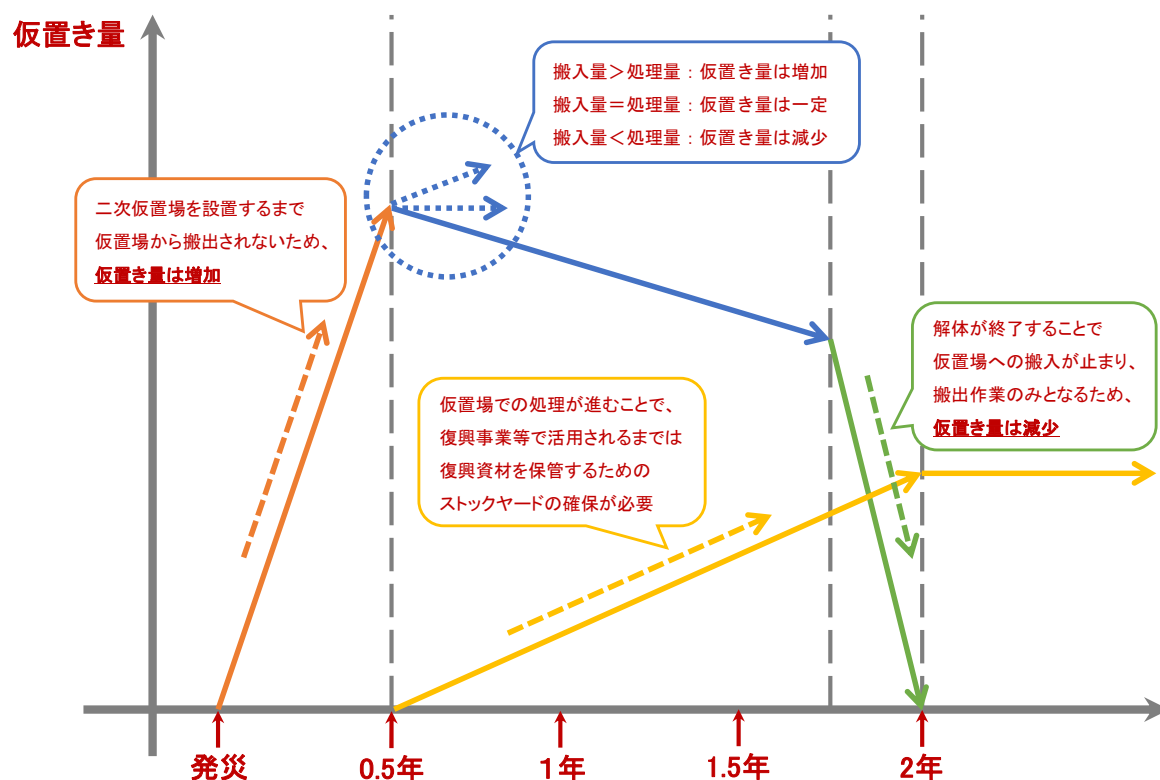 仮置き量
搬入量＞処理量：仮置き量は増加
搬入量＝処理量：仮置き量は一定
搬入量＜処理量：仮置き量は減少
二次仮置場を設置するまで
仮置場から搬出されないため、
仮置き量は増加
解体が終了することで
仮置場への搬入が止まり、
搬出作業のみとなるため、
仮置き量は減少
仮置場での処理が進むことで、
復興事業等で活用されるまでは
復興資材を保管するための
ストックヤードの確保が必要
発災
0.5年
1年
1.5年
2年